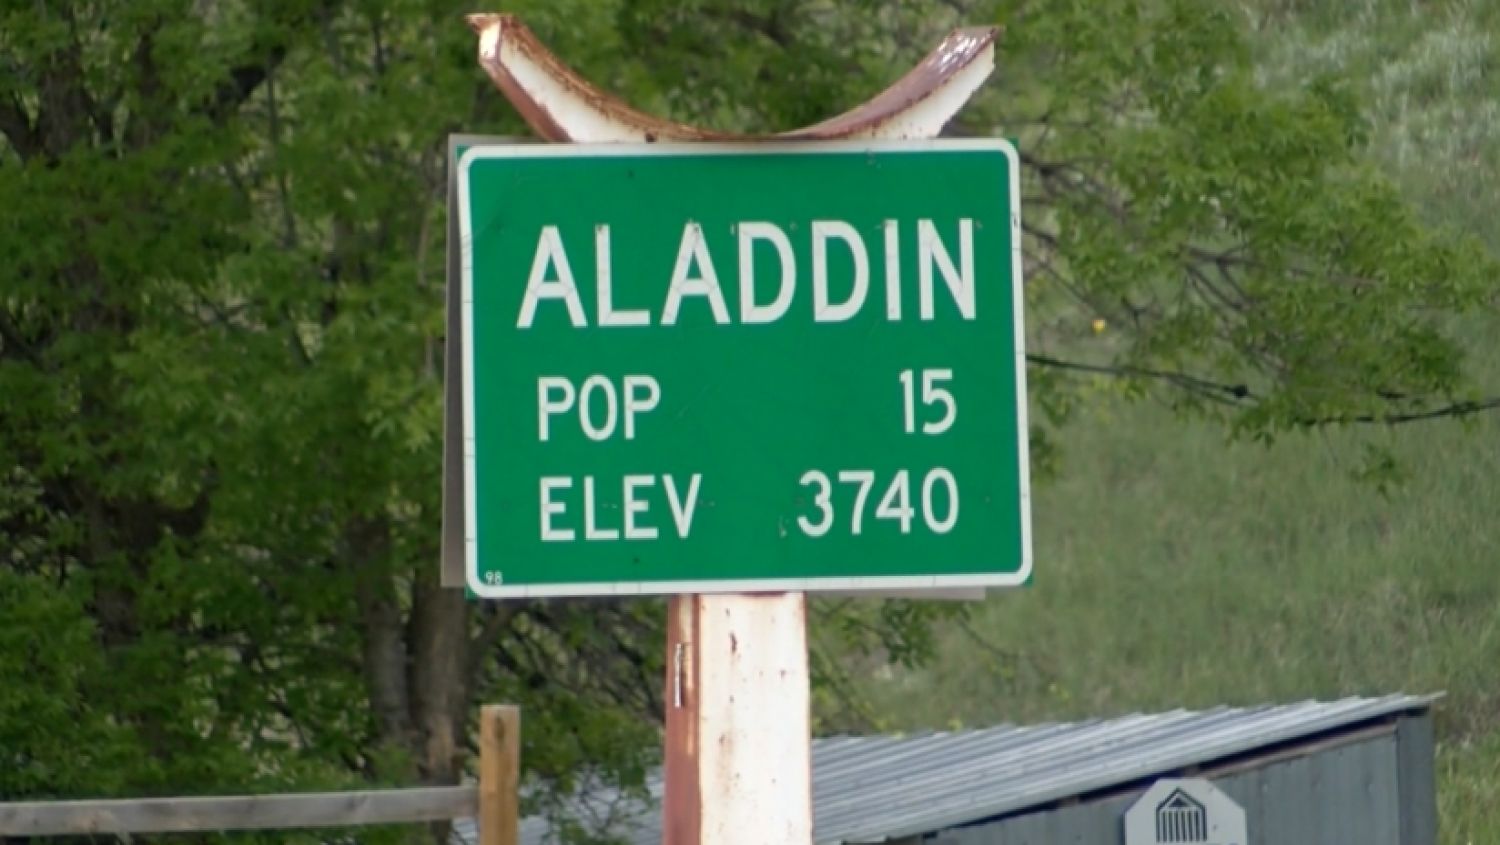 ALADDIN
POP 15
ELEV 3740
98